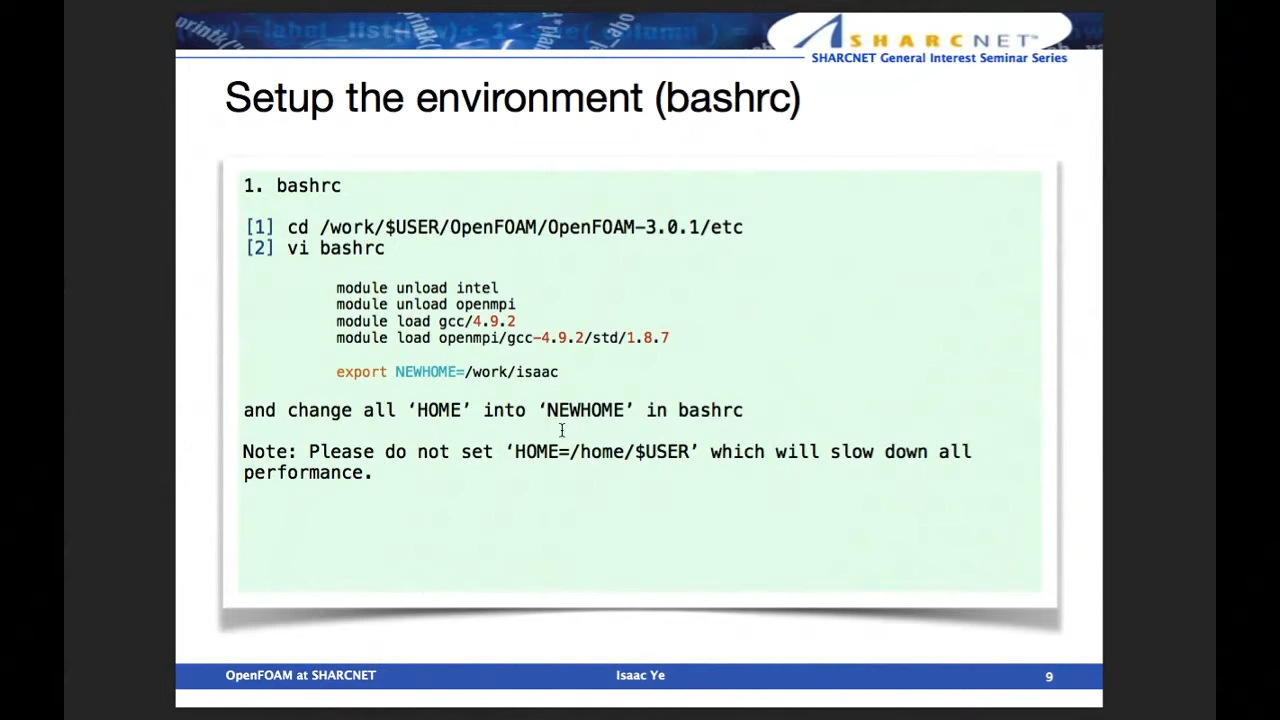 SHARCNET™
SHARCNET General Interest Seminar Series
Setup the environment (bashrc)
1. bashrc
[1] cd /work/$USER/OpenFOAM/OpenFOAM-3.0.1/etc
[2] vi bashrc
module unload intel
module unload openmpi
module load gcc/4.9.2
module load openmpi/gcc-4.9.2/std/1.8.7
export NEWHOME=/work/isaac
and change all ‘HOME’ into ‘NEWHOME’ in bashrc
Note: Please do not set ‘HOME=/home/$USER’ which will slow down all
performance.
OpenFOAM at SHARCNET
Isaac Ye
9